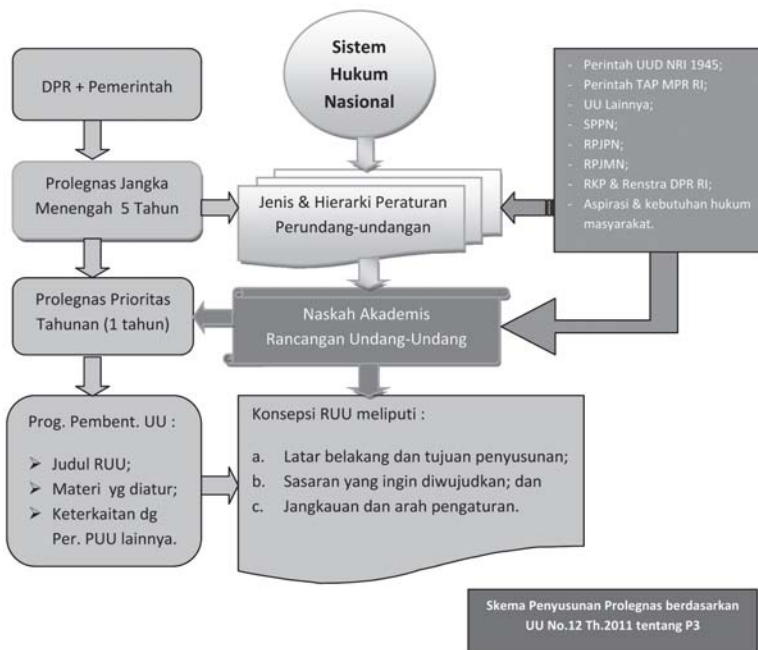 DPR + Pemerintah
Prolegnas Jangka
Menengah 5 Tahun
Prolegnas Prioritas
Tahunan (1 tahun)
Prog. Pembent. UU :
➤ Judul RUU;
➤ Materi yg diatur;
➤ Keterkaitan dg
Per. PUU lainnya.
Sistem
Hukum
Nasional
Jenis & Hierarki Peraturan
Perundang-undangan
Naskah Akademis
Rancangan Undang-Undang
Konsepsi RUU meliputi :
a. Latar belakang dan tujuan penyusunan;
b. Sasaran yang ingin diwujudkan; dan
c. Jangkauan dan arah pengaturan.
- Perintah UUD NRI 1945;
- Perintah TAP MPR RI;
- UU Lainnya;
- SPPN;
- RPJPN;
- RPJMN;
- RKP & Renstra DPR RI;
- Aspirasi & kebutuhan hukum
masyarakat.
Skema Penyusunan Prolegnas berdasarkan
UU No.12 Th.2011 tentang P3